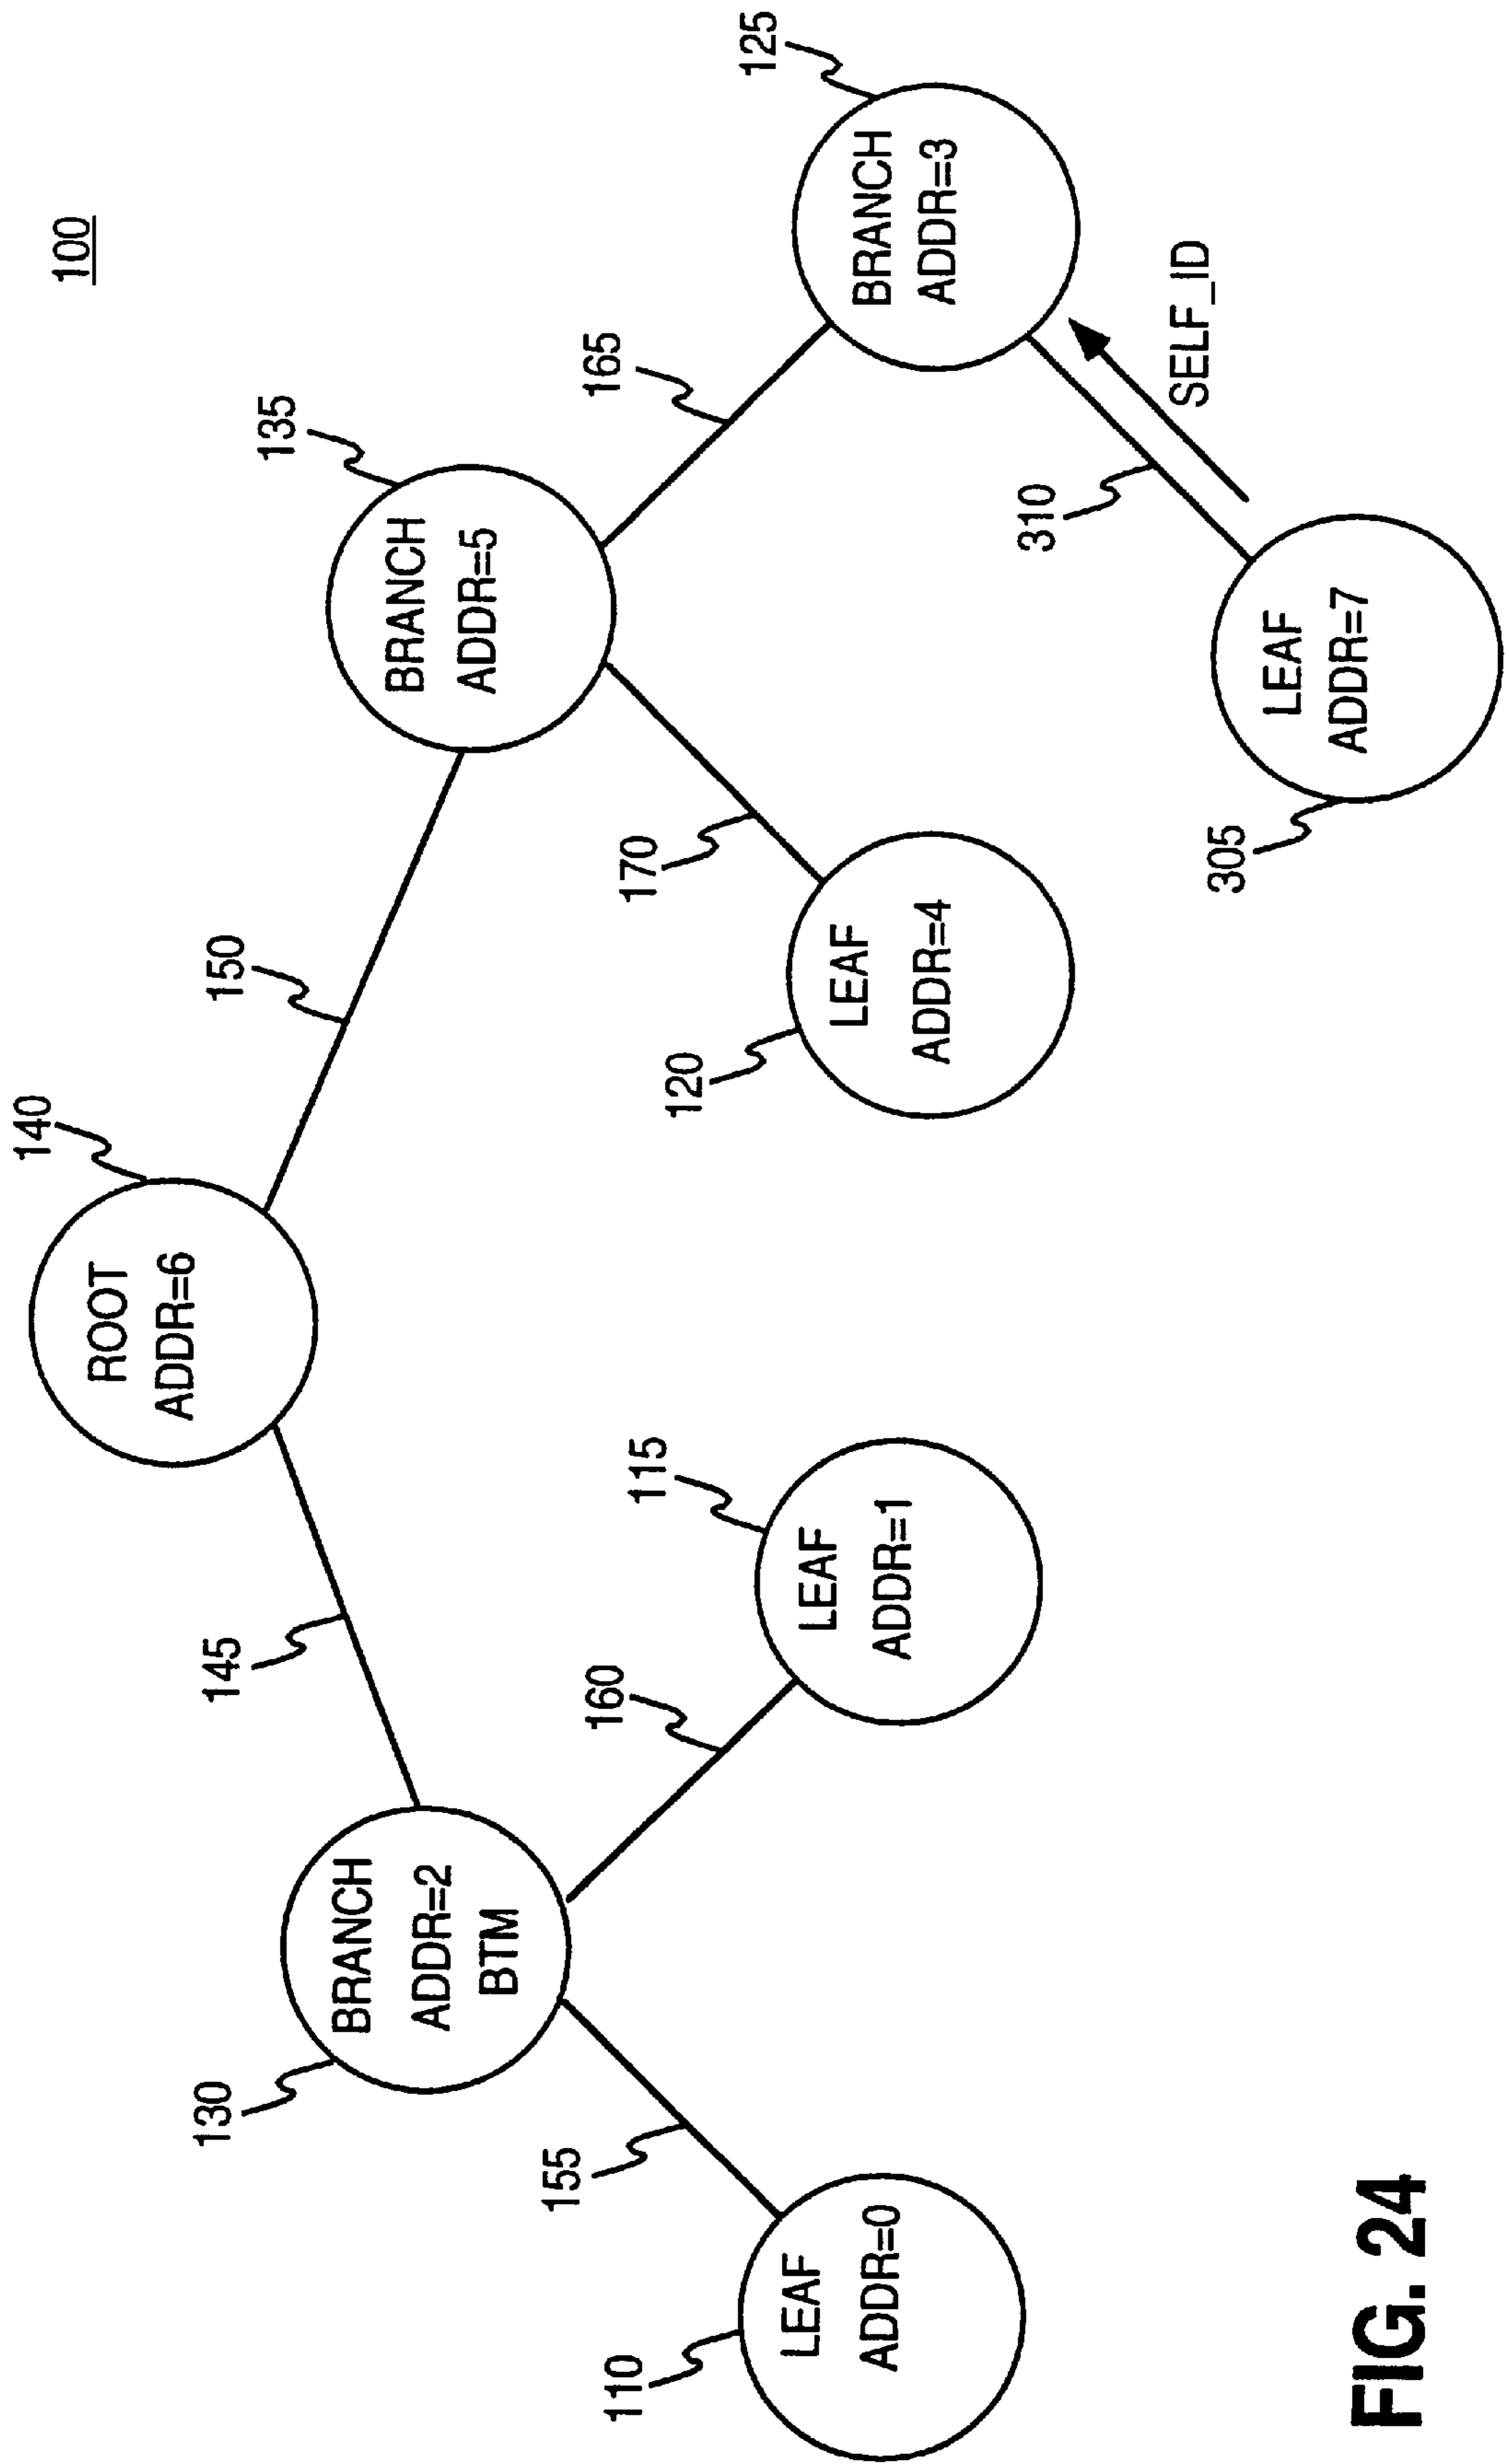 100
140
ROOT
ADDR=6
145
150
130
BRANCH
ADDR=2
BTM
135
BRANCH
ADDR=5
155
160
170
165
110
LEAF
ADDR=0
115
LEAF
ADDR=1
120
LEAF
ADDR=4
125
BRANCH
ADDR=3
310
SELF_ID
305
LEAF
ADDR=7
FIG. 24